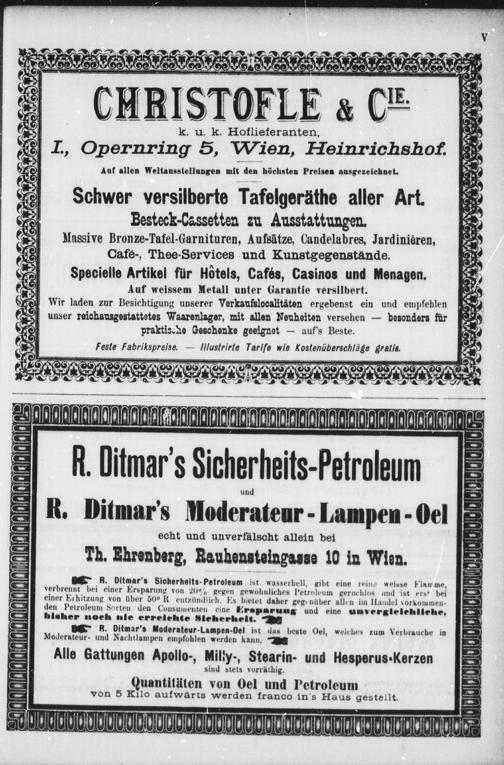 V
CHRISTOFLE & CIE.
k. u. k. Hoflieferanten,
I., Opernring 5, Wien, Heinrichshof.
Auf allen Weltausstellungen mit den höchsten Preisen ausgezeichnet.
Schwer versilberte Tafelgeräthe aller Art.
Besteck-Cassetten zu Ausstattungen.
Massive Bronze-Tafel-Garnituren, Aufsätze, Candelabres, Jardinièren,
Café-, Thee-Services und Kunstgegenstände.
Specielle Artikel für Hôtels, Cafés, Casinos und Menagen.
Auf weissem Metall unter Garantie versilbert.
Wir laden zur Besichtigung unserer Verkaufslocalitäten ergebenst ein und empfehlen
unser reichausgestattetes Waarenlager, mit allen Neuheiten versehen — besonders für
praktische Geschenke geeignet — auf's Beste.
Feste Fabrikspreise. — Illustrirte Tarife wie Kostenüberschläge gratis.
R. Ditmar's Sicherheits-Petroleum
und
R. Ditmar's Moderateur-Lampen-Oel
echt und unverfälscht allein bei
Th. Ehrenberg, Rauhensteingasse 10 in Wien.
R. Ditmar's Sicherheits-Petroleum ist wasserhell, gibt eine reine weisse Flamme,
verbrennt bei einer Ersparung von 20% gegen gewöhnliches Petroleum geruchlos und ist erst bei
einer Erhitzung von über 50° R entzündlich. Es bietet daher gegenüber allen im Handel vorkommen-
den Petroleum Sorten den Consumenten eine Ersparung und eine unvergleichliche,
bisher noch nie erreichte Sicherheit.
R. Ditmar's Moderateur-Lampen-Oel ist das beste Oel, welches zum Verbrauche in
Moderateur- und Nachtlampen empfohlen werden kann.
Alle Gattungen Apollo-, Milly-, Stearin- und Hesperus-Kerzen
sind stets vorräthig.
Quantitäten von Oel und Petroleum
von 5 Kilo aufwärts werden franco in's Haus gestellt.